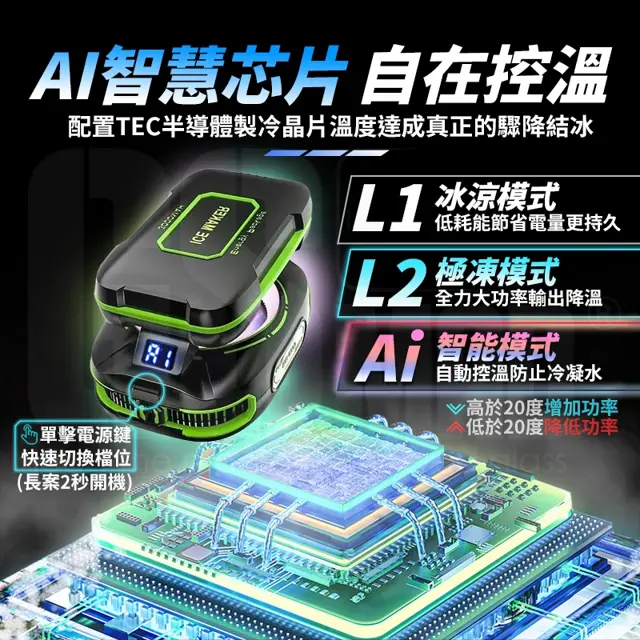 AI智慧芯片 自在控溫
配置TEC半導體製冷晶片溫度達成真正的驟降結冰
3000MAH
ICE MAKER
Energy Storage
L1 冰涼模式
低耗能節省電量更持久
L2 極凍模式
全力大功率輸出降溫
Ai 智能模式
自動控溫防止冷凝水
高於20度增加功率
低於20度降低功率
AI
單擊電源鍵
快速切換檔位
(長案2秒開機)